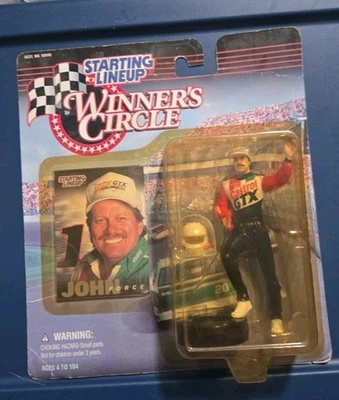 STARTING
LINEUP
WINNER'S
CIRCLE
STARTING
LINEUP
Castrol GTX
1
JOHN
FORCE
Castrol
GTX
WARNING:
CHOKING HAZARD-Small parts.
Not for children under 3 years.
AGES 4 TO 104